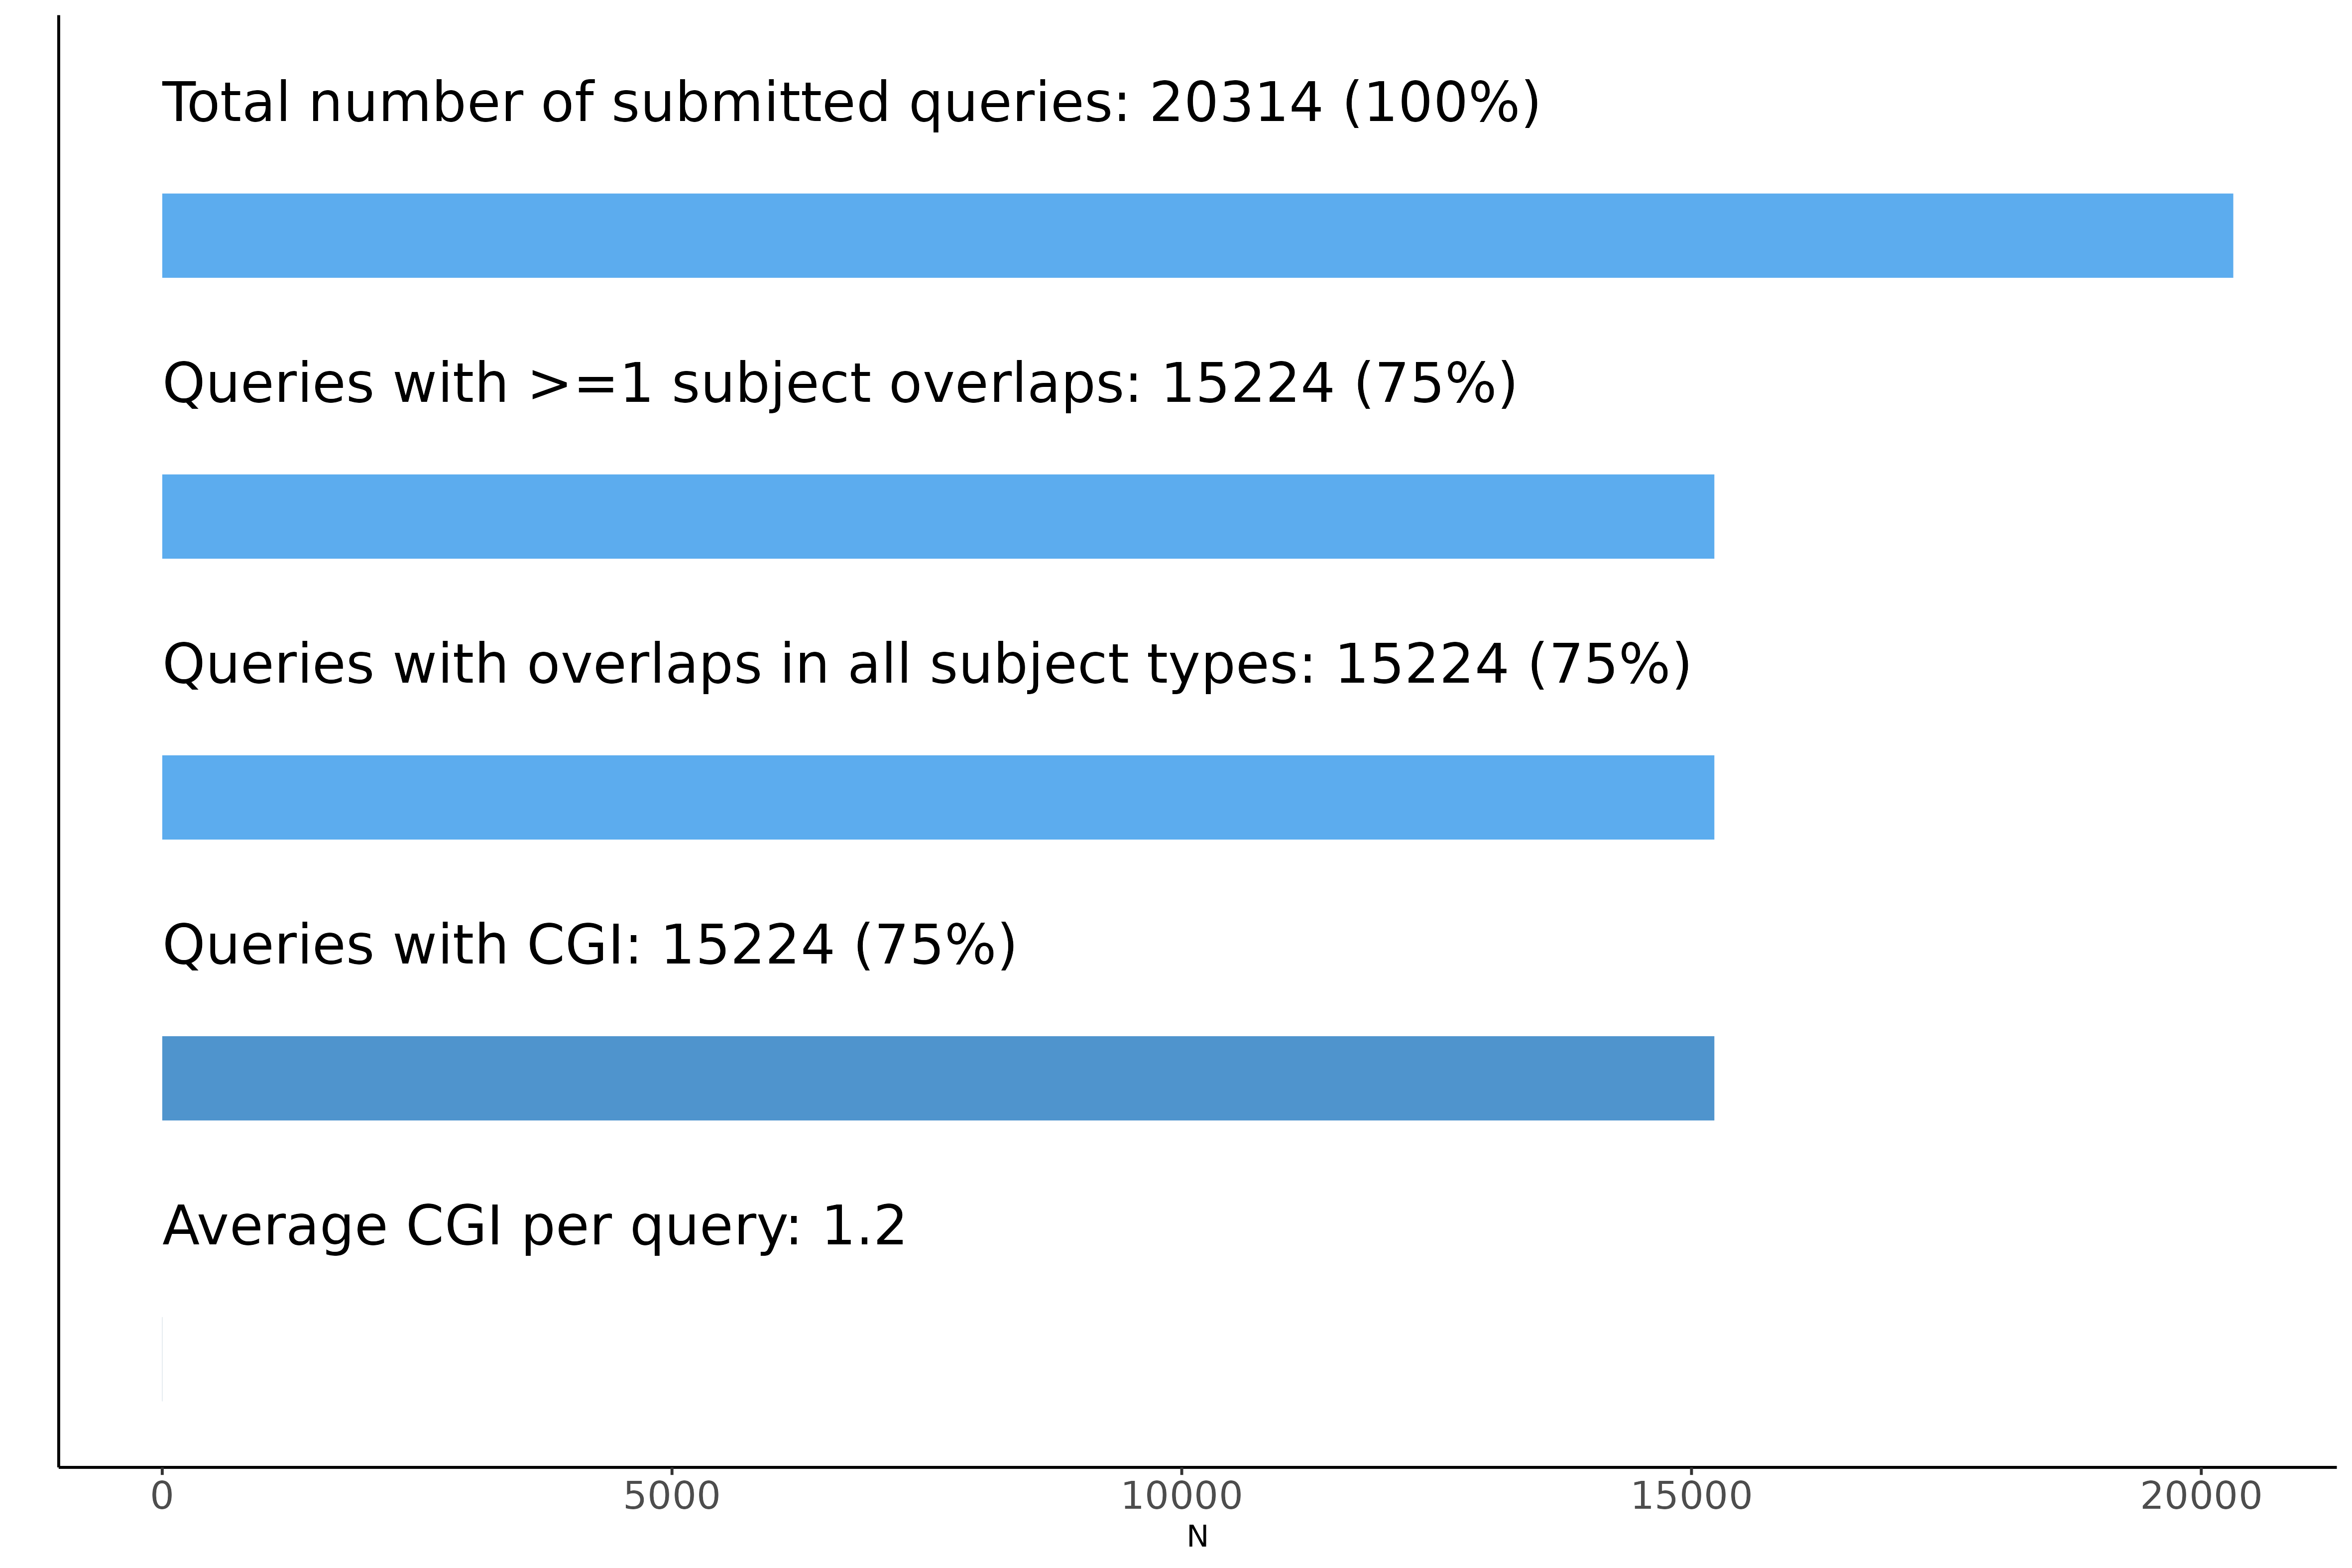 Total number of submitted queries: 20314 (100%)
Queries with >=1 subject overlaps: 15224 (75%)
Queries with overlaps in all subject types: 15224 (75%)
Queries with CGI: 15224 (75%)
Average CGI per query: 1.2
0 5000 10000 15000 20000
N